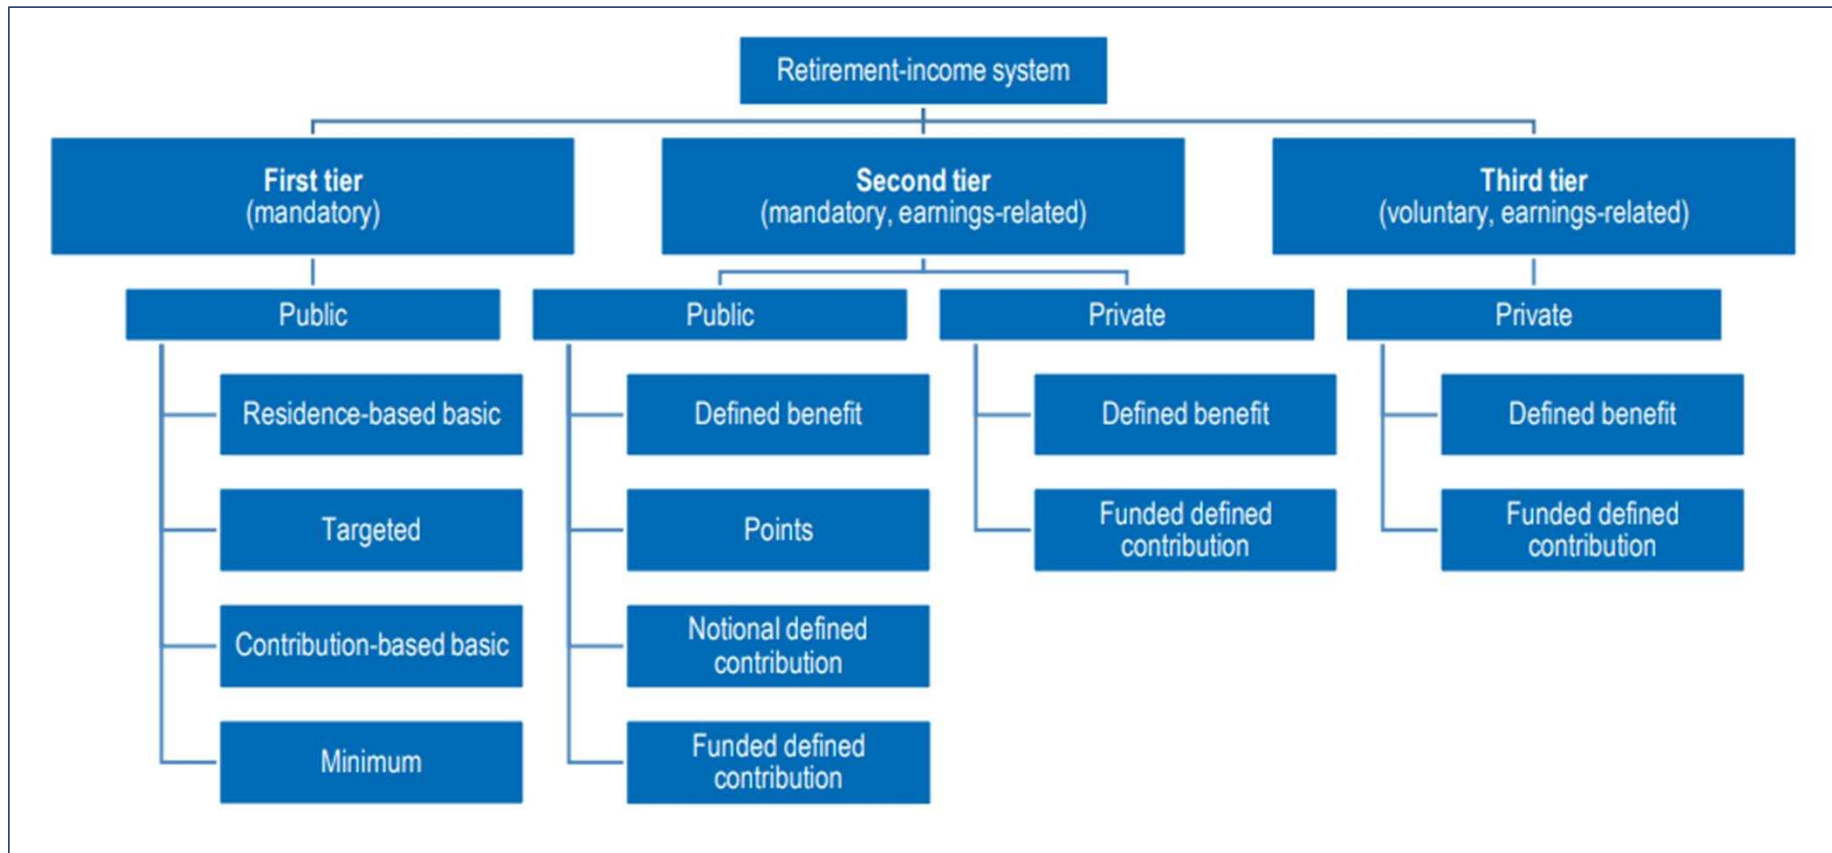 Retirement-income system
First tier
(mandatory)
Second tier
(mandatory, earnings-related)
Third tier
(voluntary, earnings-related)
Public
Public
Private
Private
Residence-based basic
Targeted
Contribution-based basic
Minimum
Defined benefit
Points
Notional defined
contribution
Funded defined
contribution
Defined benefit
Funded defined
contribution
Defined benefit
Funded defined
contribution